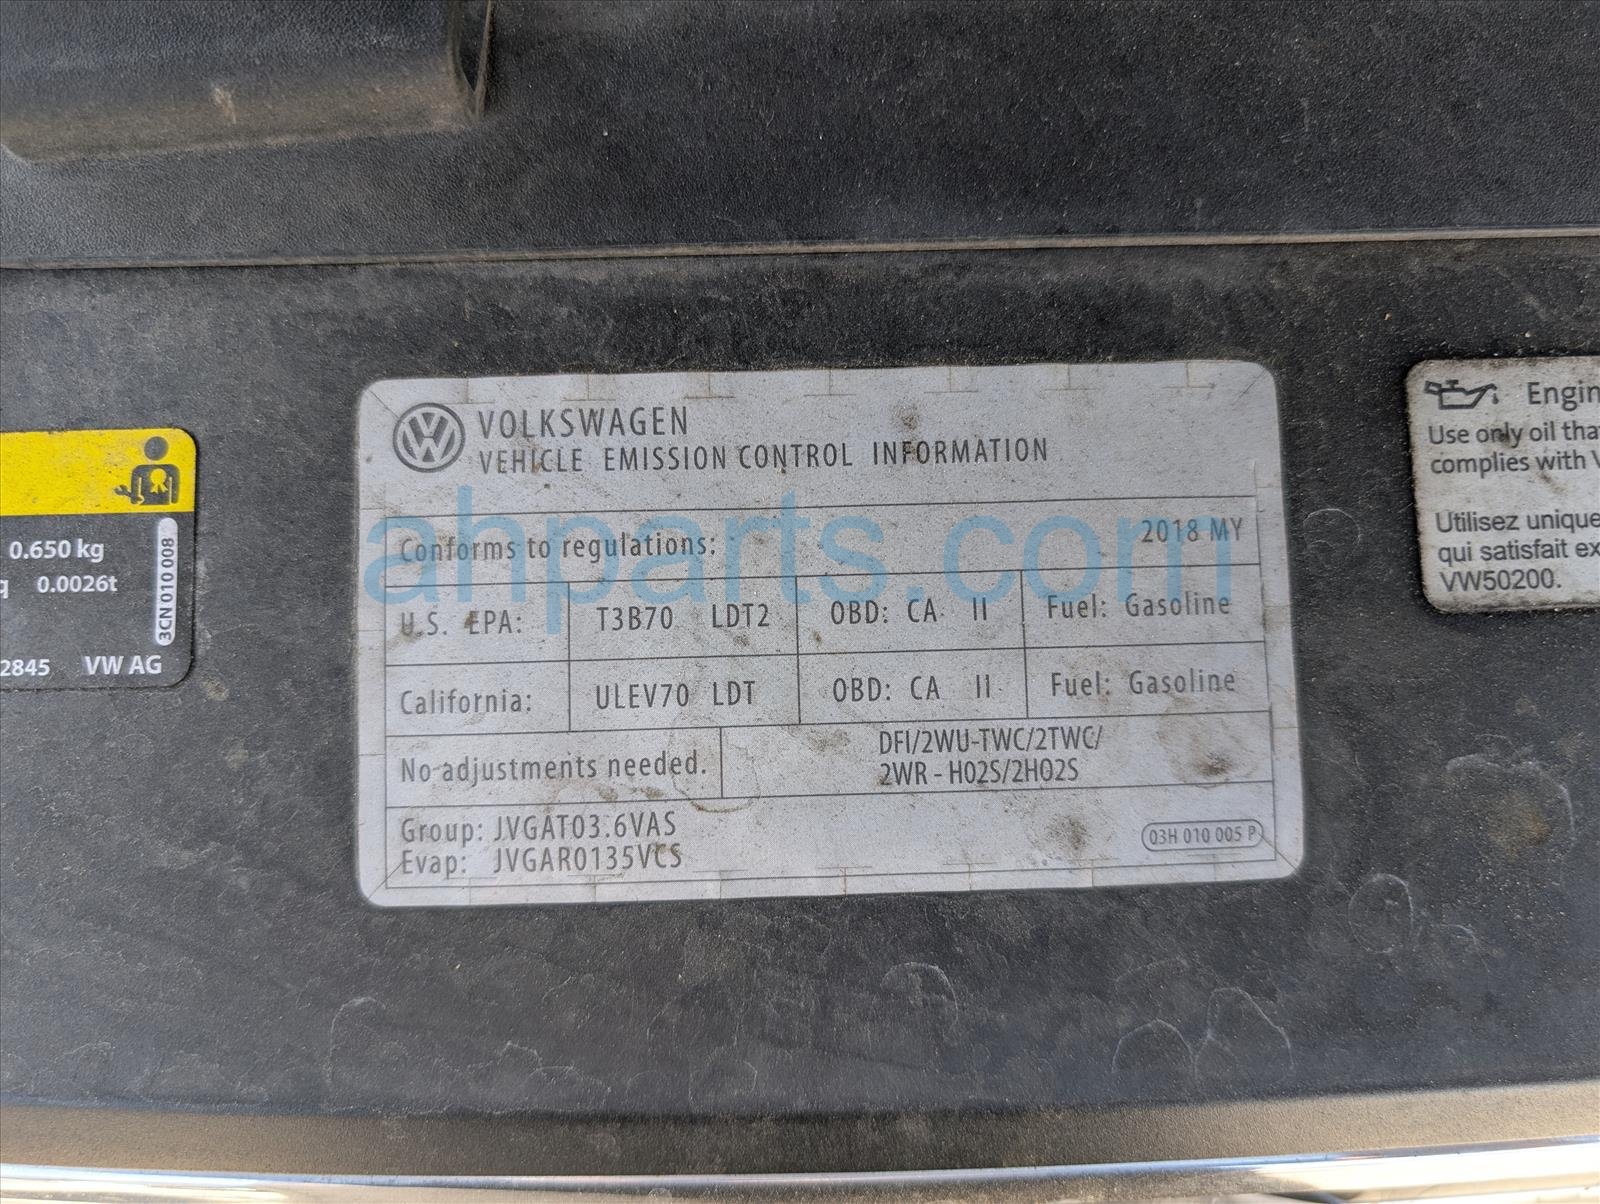 VOLKSWAGEN
VEHICLE EMISSION CONTROL INFORMATION
Conforms to regulations: 2018 MY
U.S. EPA: T3B70 LDT2 OBD: CA II Fuel: Gasoline
California: ULEV70 LDT OBD: CA II Fuel: Gasoline
No adjustments needed. DFI/2WU-TWC/2TWC/
2WR - HO2S/2HO2S
Group: JVGAT03.6VAS
Evap: JVGAR0135VCS
03H 010 005 P
ahparts.com
0.650 kg
0.0026t
3CN 010 008
2845 VW AG
Engin
Use only oil tha
complies with V
Utilisez unique
qui satisfait ex
VW50200.